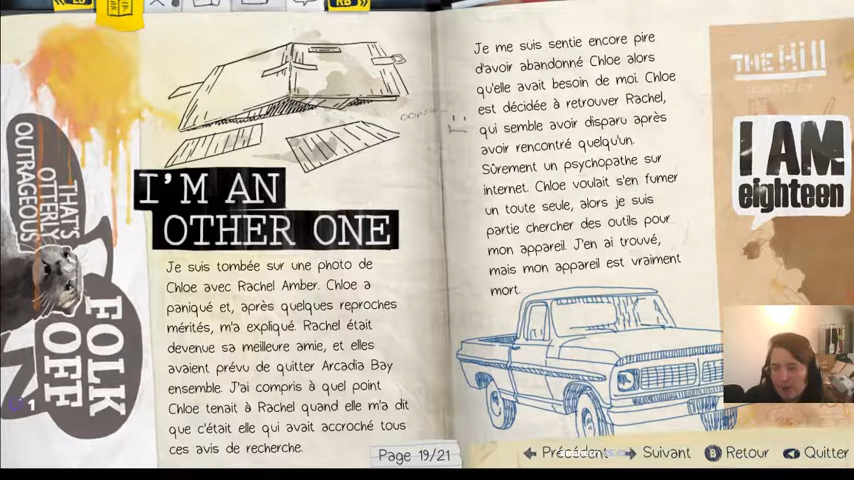 LB
RB
THAT'S
OTTERLY
OUTRAGEOUS
FOLK
OFF
1
OOPSS
I'M AN
OTHER ONE
Je suis tombée sur une photo de
Chloe avec Rachel Amber. Chloe a
paniqué et, après quelques reproches
mérités, m'a expliqué. Rachel était
devenue sa meilleure amie, et elles
avaient prévu de quitter Arcadia Bay
ensemble. J'ai compris à quel point
Chloe tenait à Rachel quand elle m'a dit
que c'était elle qui avait accroché tous
ces avis de recherche.
Page 19/21
Je me suis sentie encore pire
d'avoir abandonné Chloe alors
qu'elle avait besoin de moi. Chloe
est décidée à retrouver Rachel,
qui semble avoir disparu après
avoir rencontré quelqu'un.
Sûrement un psychopathe sur
internet. Chloe voulait s'en fumer
un toute seule, alors je suis
partie chercher des outils pour
mon appareil. J'en ai trouvé,
mais mon appareil est vraiment
mort.
THE HiLL
I AM
eighteen
Précédent
Suivant
B Retour
Quitter